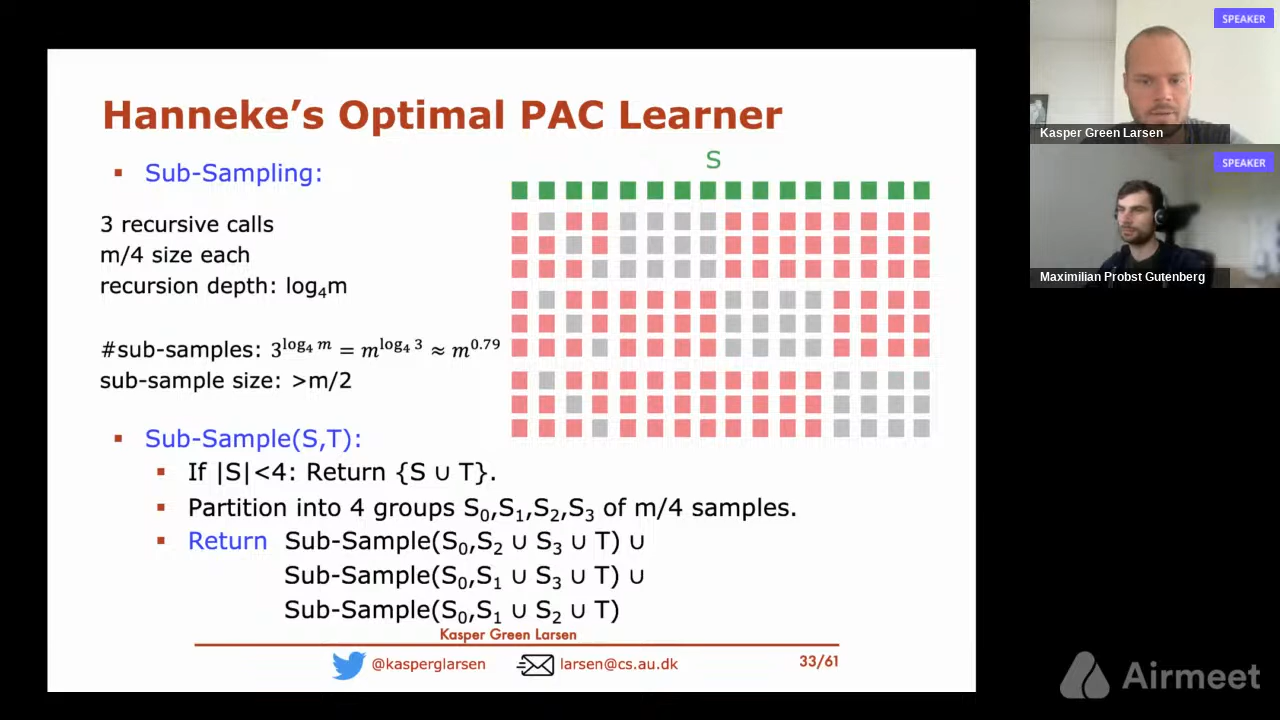 Hanneke's Optimal PAC Learner
Sub-Sampling:
S
3 recursive calls
m/4 size each
recursion depth: log₄m
#sub-samples: 3^{log₄ m} = m^{log₄ 3} ≈ m^{0.79}
sub-sample size: >m/2
Sub-Sample(S,T):
If |S|<4: Return {S ∪ T}.
Partition into 4 groups S₀,S₁,S₂,S₃ of m/4 samples.
Return Sub-Sample(S₀,S₂ ∪ S₃ ∪ T) ∪
Sub-Sample(S₀,S₁ ∪ S₃ ∪ T) ∪
Sub-Sample(S₀,S₁ ∪ S₂ ∪ T)
Kasper Green Larsen
@kasperglarsen larsen@cs.au.dk 33/61
SPEAKER
Kasper Green Larsen
SPEAKER
Maximilian Probst Gutenberg
Airmeet